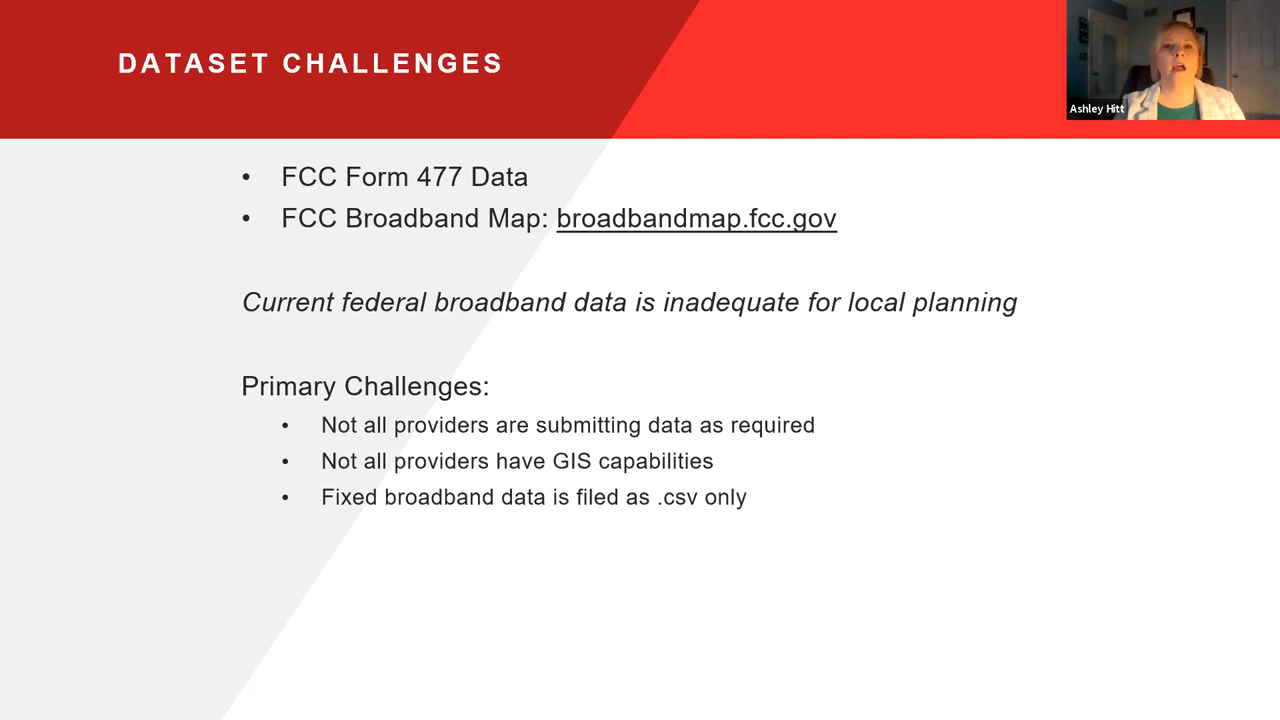 DATASET CHALLENGES
Ashley Hitt
• FCC Form 477 Data
• FCC Broadband Map: broadbandmap.fcc.gov
Current federal broadband data is inadequate for local planning
Primary Challenges:
• Not all providers are submitting data as required
• Not all providers have GIS capabilities
• Fixed broadband data is filed as .csv only